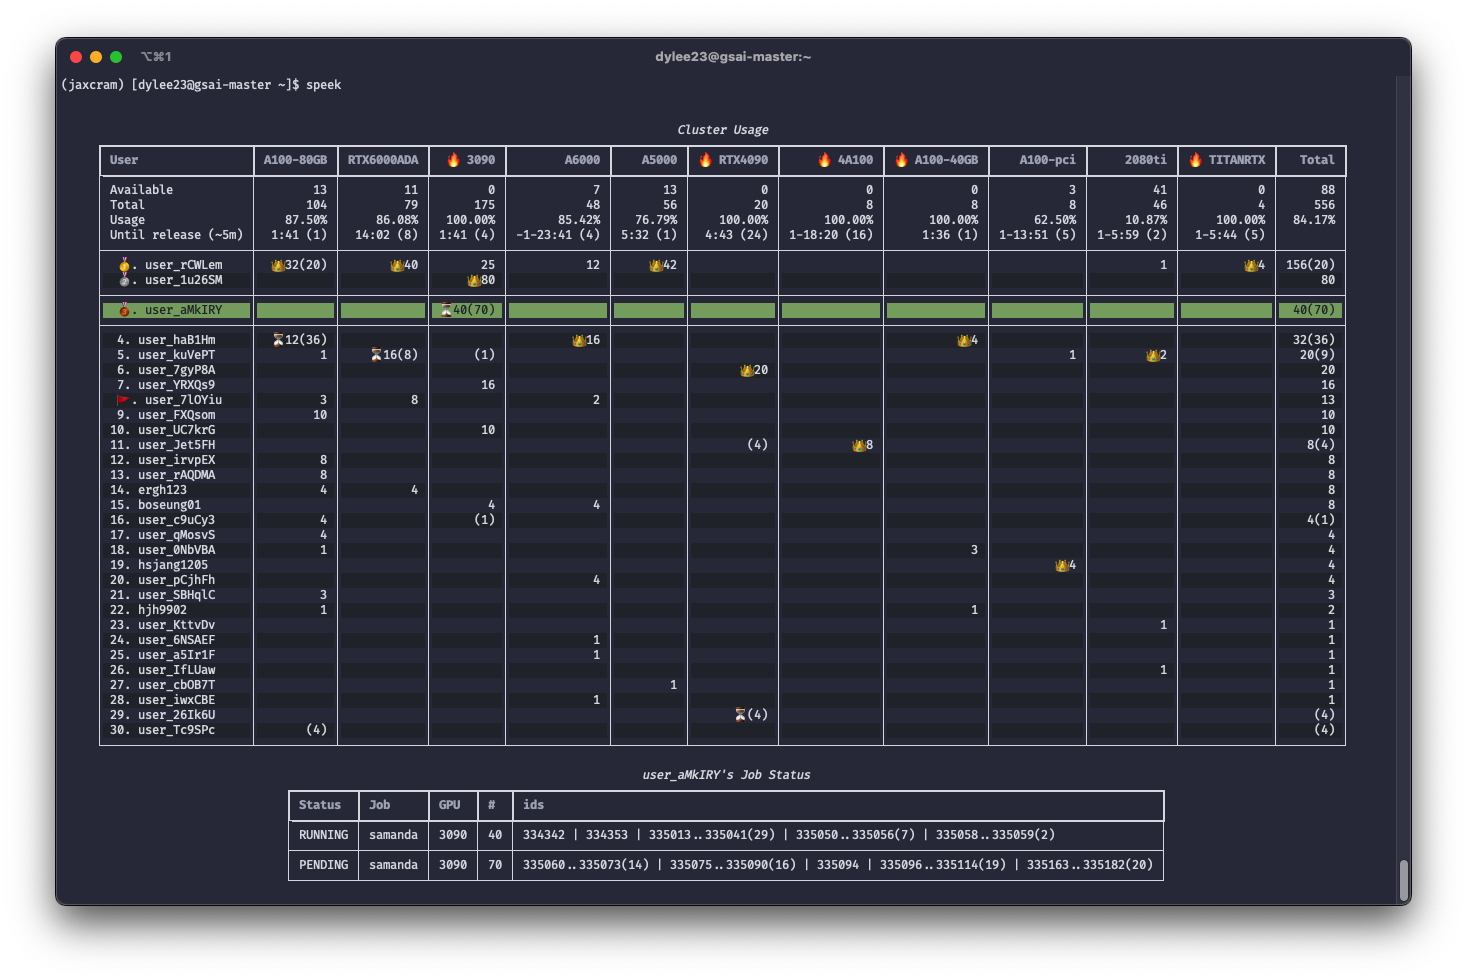 ⌥⌘1 dylee23@gsai-master:~
(jaxcram) [dylee23@gsai-master ~]$ speek
Cluster Usage
User A100-80GB RTX6000ADA 🔥 3090 A6000 A5000 🔥 RTX4090 🔥 4A100 🔥 A100-40GB A100-pci 2080ti 🔥 TITANRTX Total
Available 13 11 0 7 13 0 0 0 3 41 0 88
Total 104 79 175 48 56 20 8 8 8 46 4 556
Usage 87.50% 86.08% 100.00% 85.42% 76.79% 100.00% 100.00% 100.00% 62.50% 10.87% 100.00% 84.17%
Until release (~5m) 1:41 (1) 14:02 (8) 1:41 (4) -1-23:41 (4) 5:32 (1) 4:43 (24) 1-18:20 (16) 1:36 (1) 1-13:51 (5) 1-5:59 (2) 1-5:44 (5)
🥇. user_rCWLem 👑32(20) 👑40 25 12 👑42 1 👑4 156(20)
🥈. user_1u26SM 👑80 80
🥉. user_aMkIRY ⏳40(70) 40(70)
4. user_haB1Hm ⏳12(36) 👑16 👑4 32(36)
5. user_kuVePT 1 ⏳16(8) (1) 1 👑2 20(9)
6. user_7gyP8A 👑20 20
7. user_YRXQs9 16 16
🚩. user_7lOYiu 3 8 2 13
9. user_FXQsom 10 10
10. user_UC7krG 10 10
11. user_Jet5FH (4) 👑8 8(4)
12. user_irvpEX 8 8
13. user_rAQDMA 8 8
14. ergh123 4 4 8
15. boseung01 4 4 8
16. user_c9uCy3 4 (1) 4(1)
17. user_qMosvS 4 4
18. user_0NbVBA 1 3 4
19. hsjang1205 👑4 4
20. user_pCjhFh 4 4
21. user_SBHqlC 3 3
22. hjh9902 1 1 2
23. user_KttvDv 1 1
24. user_6NSAEF 1 1
25. user_a5Ir1F 1 1
26. user_IfLUaw 1 1
27. user_cbOB7T 1 1
28. user_iwxCBE 1 1
29. user_26Ik6U ⏳(4) (4)
30. user_Tc9SPc (4) (4)
user_aMkIRY's Job Status
Status Job GPU # ids
RUNNING samanda 3090 40 334342 | 334353 | 335013..335041(29) | 335050..335056(7) | 335058..335059(2)
PENDING samanda 3090 70 335060..335073(14) | 335075..335090(16) | 335094 | 335096..335114(19) | 335163..335182(20)